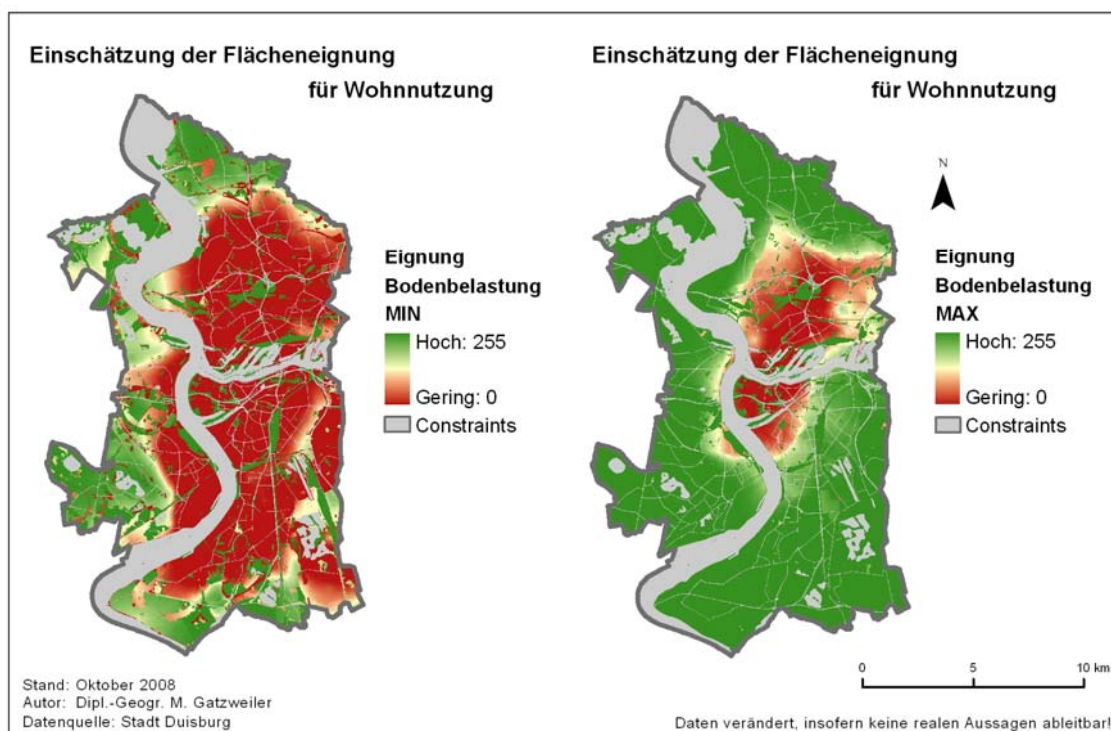 Einschätzung der Flächeneignung
für Wohnnutzung
Eignung
Bodenbelastung
MIN
Hoch: 255
Gering: 0
Constraints
Stand: Oktober 2008
Autor: Dipl.-Geogr. M. Gatzweiler
Datenquelle: Stadt Duisburg
Einschätzung der Flächeneignung
für Wohnnutzung
N
Eignung
Bodenbelastung
MAX
Hoch: 255
Gering: 0
Constraints
0 5 10 km
Daten verändert, insofern keine realen Aussagen ableitbar!